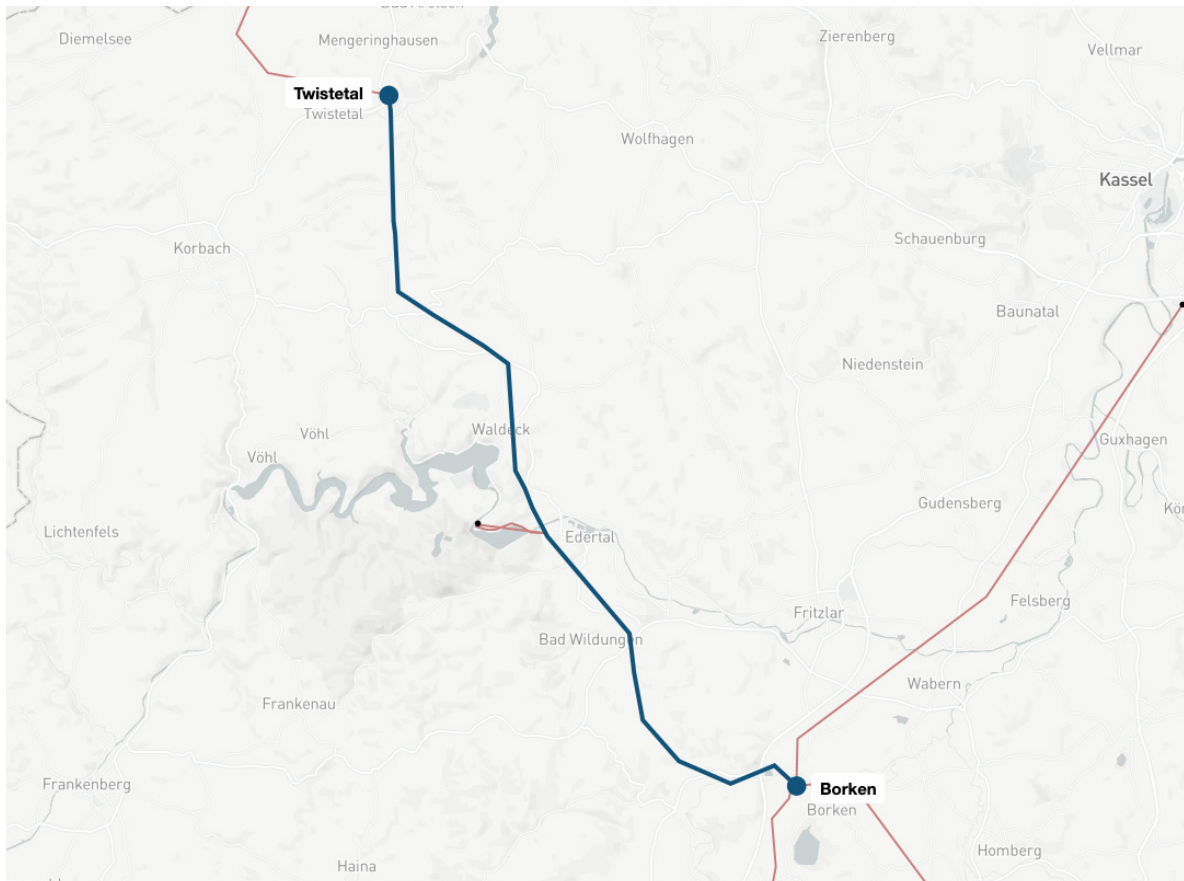 Diemelsee
Mengeringhausen
Zierenberg
Vellmar
Twistetal
Twistetal
Wolfhagen
Kassel
Korbach
Schauenburg
Baunatal
Niedenstein
Waldeck
Vöhl
Vöhl
Guxhagen
Gudensberg
Lichtenfels
Edertal
Felsberg
Fritzlar
Bad Wildungen
Wabern
Frankenau
Frankenberg
Borken
Borken
Haina
Homberg